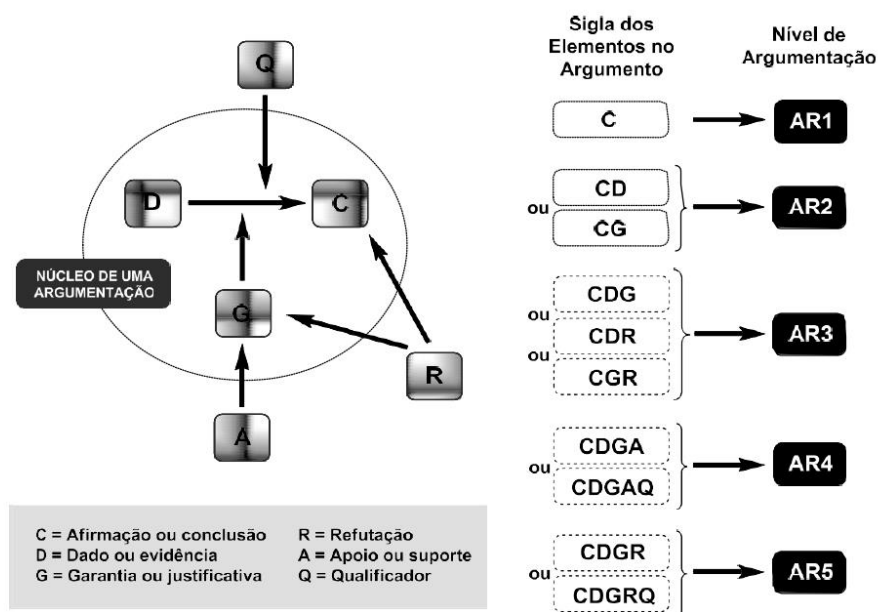 Q
D
C
NÚCLEO DE UMA
ARGUMENTAÇÃO
G
R
A
C = Afirmação ou conclusão
D = Dado ou evidência
G = Garantia ou justificativa
R = Refutação
A = Apoio ou suporte
Q = Qualificador
Sigla dos
Elementos no
Argumento
Nível de
Argumentação
C
AR1
ou
CD
CG
AR2
ou
ou
CDG
CDR
CGR
AR3
ou
CDGA
CDGAQ
AR4
ou
CDGR
CDGRQ
AR5